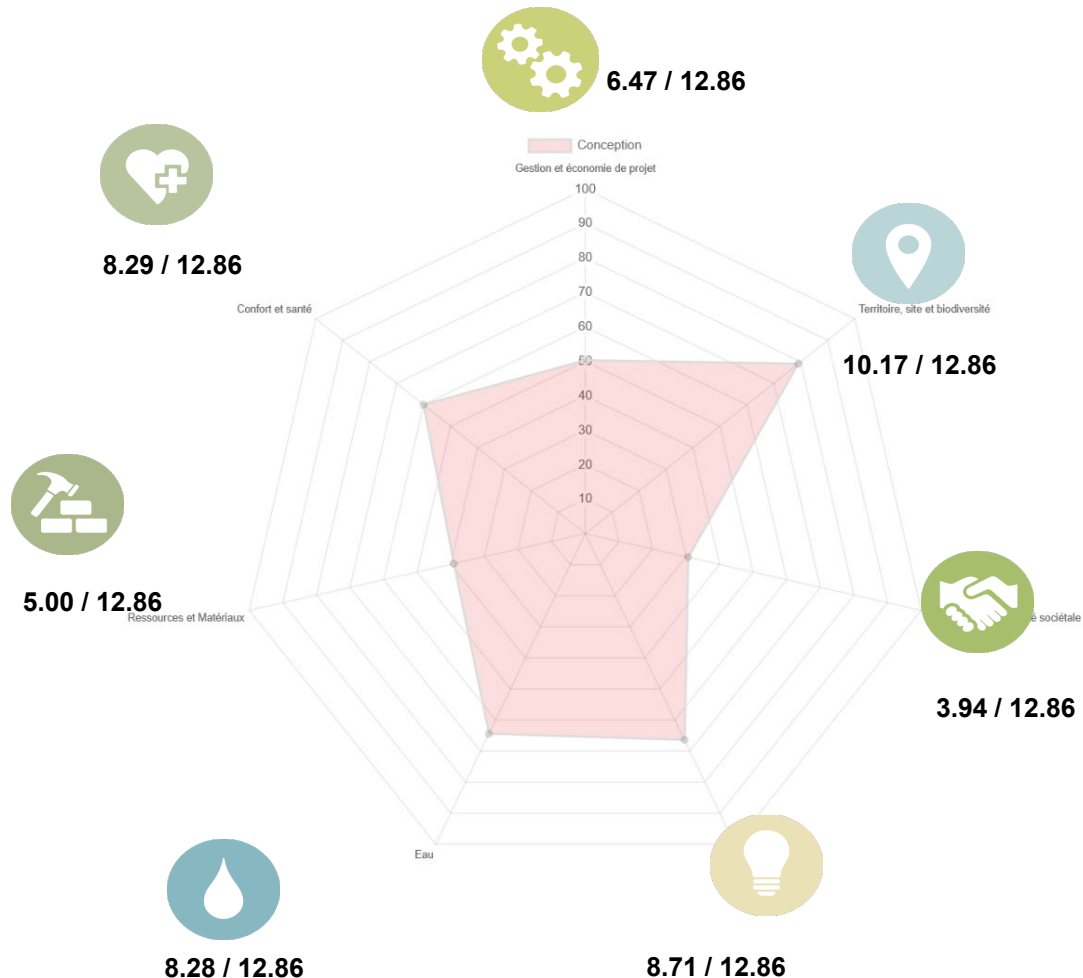 6.47 / 12.86
Conception
Gestion et économie de projet
100
90
80
70
60
50
40
30
20
10
8.29 / 12.86
Confort et santé
Territoire, site et biodiversité
10.17 / 12.86
5.00 / 12.86
Ressources et Matériaux
sociétale
3.94 / 12.86
Eau
8.28 / 12.86
8.71 / 12.86